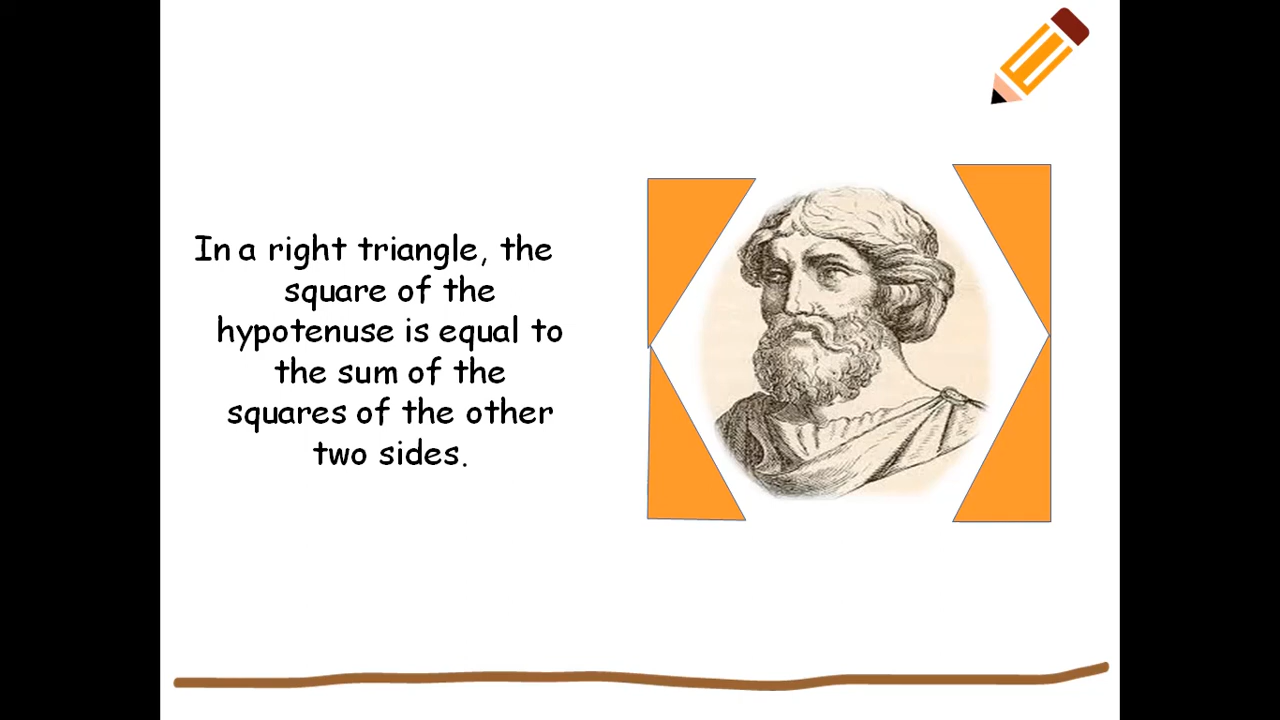 In a right triangle, the
square of the
hypotenuse is equal to
the sum of the
squares of the other
two sides.